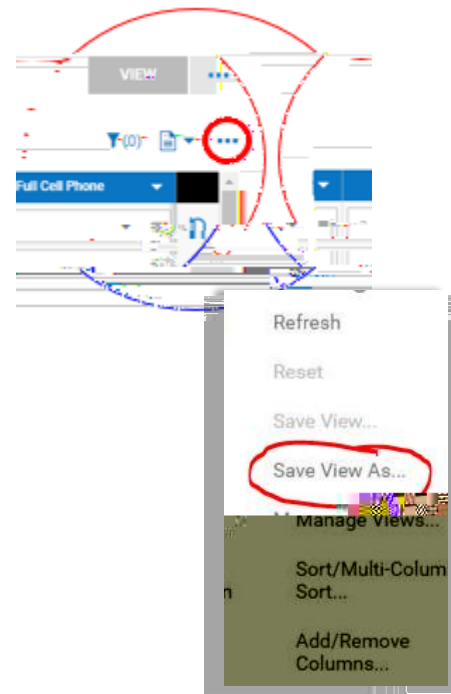 VIEW
(0)
Full Cell Phone
Refresh
Reset
Save View...
Save View As...
Manage Views...
Sort/Multi-Colum
Sort...
n
Add/Remove
Columns...